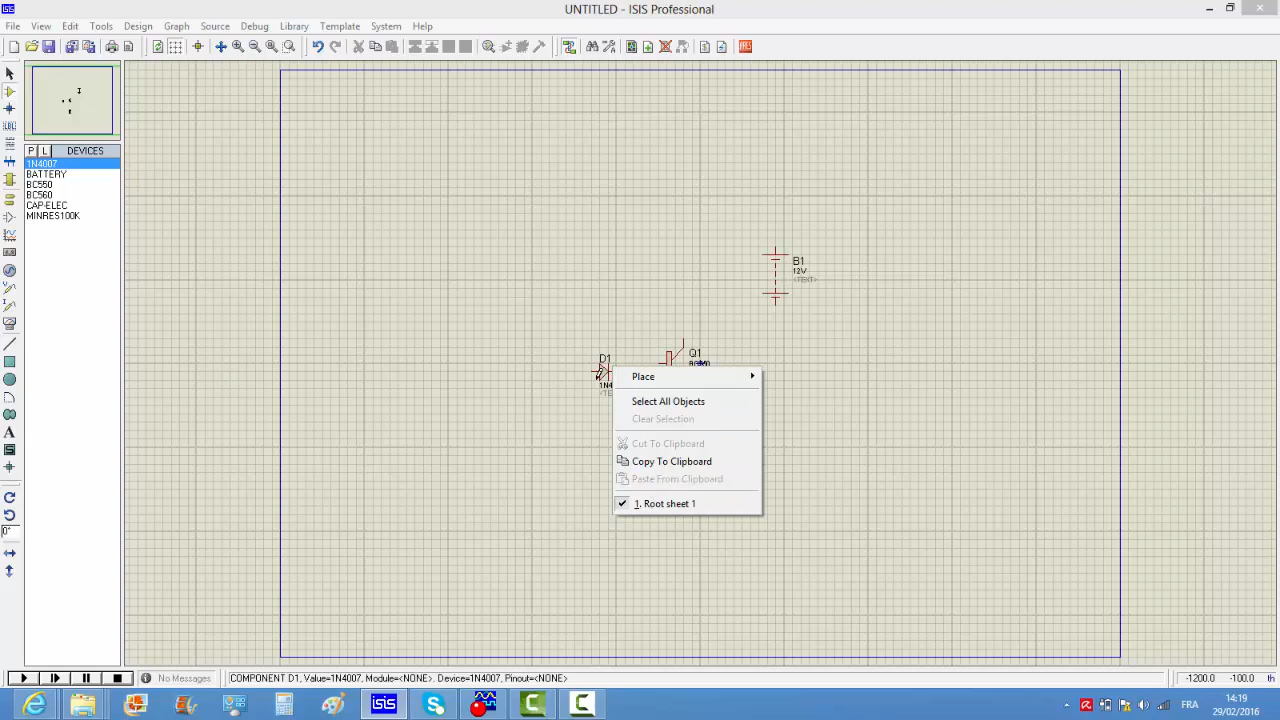 UNTITLED - ISIS Professional
File View Edit Tools Design Graph Source Debug Library Template System Help
P L DEVICES
1N4007
BATTERY
BC550
BC560
CAP-ELEC
MINRES100K
B1
12V
<TEXT>
D1
Q1
Place
Select All Objects
Clear Selection
Cut To Clipboard
Copy To Clipboard
Paste From Clipboard
1. Root sheet 1
0°
No Messages
COMPONENT D1, Value=1N4007, Module=<NONE>, Device=1N4007, Pinout=<NONE>
-1200.0 -100.0 th
FRA
14:19
29/02/2016